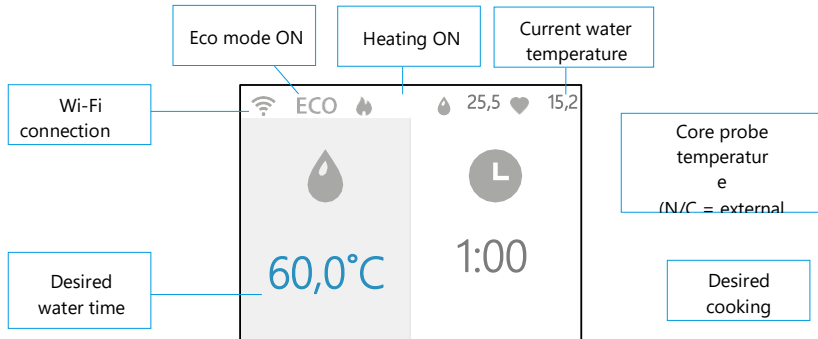 Eco mode ON
Heating ON
Current water
temperature
Wi-Fi
connection
ECO
25,5
15,2
Core probe
temperatur
e
(N/C = external
60,0°C
1:00
Desired
water time
Desired
cooking